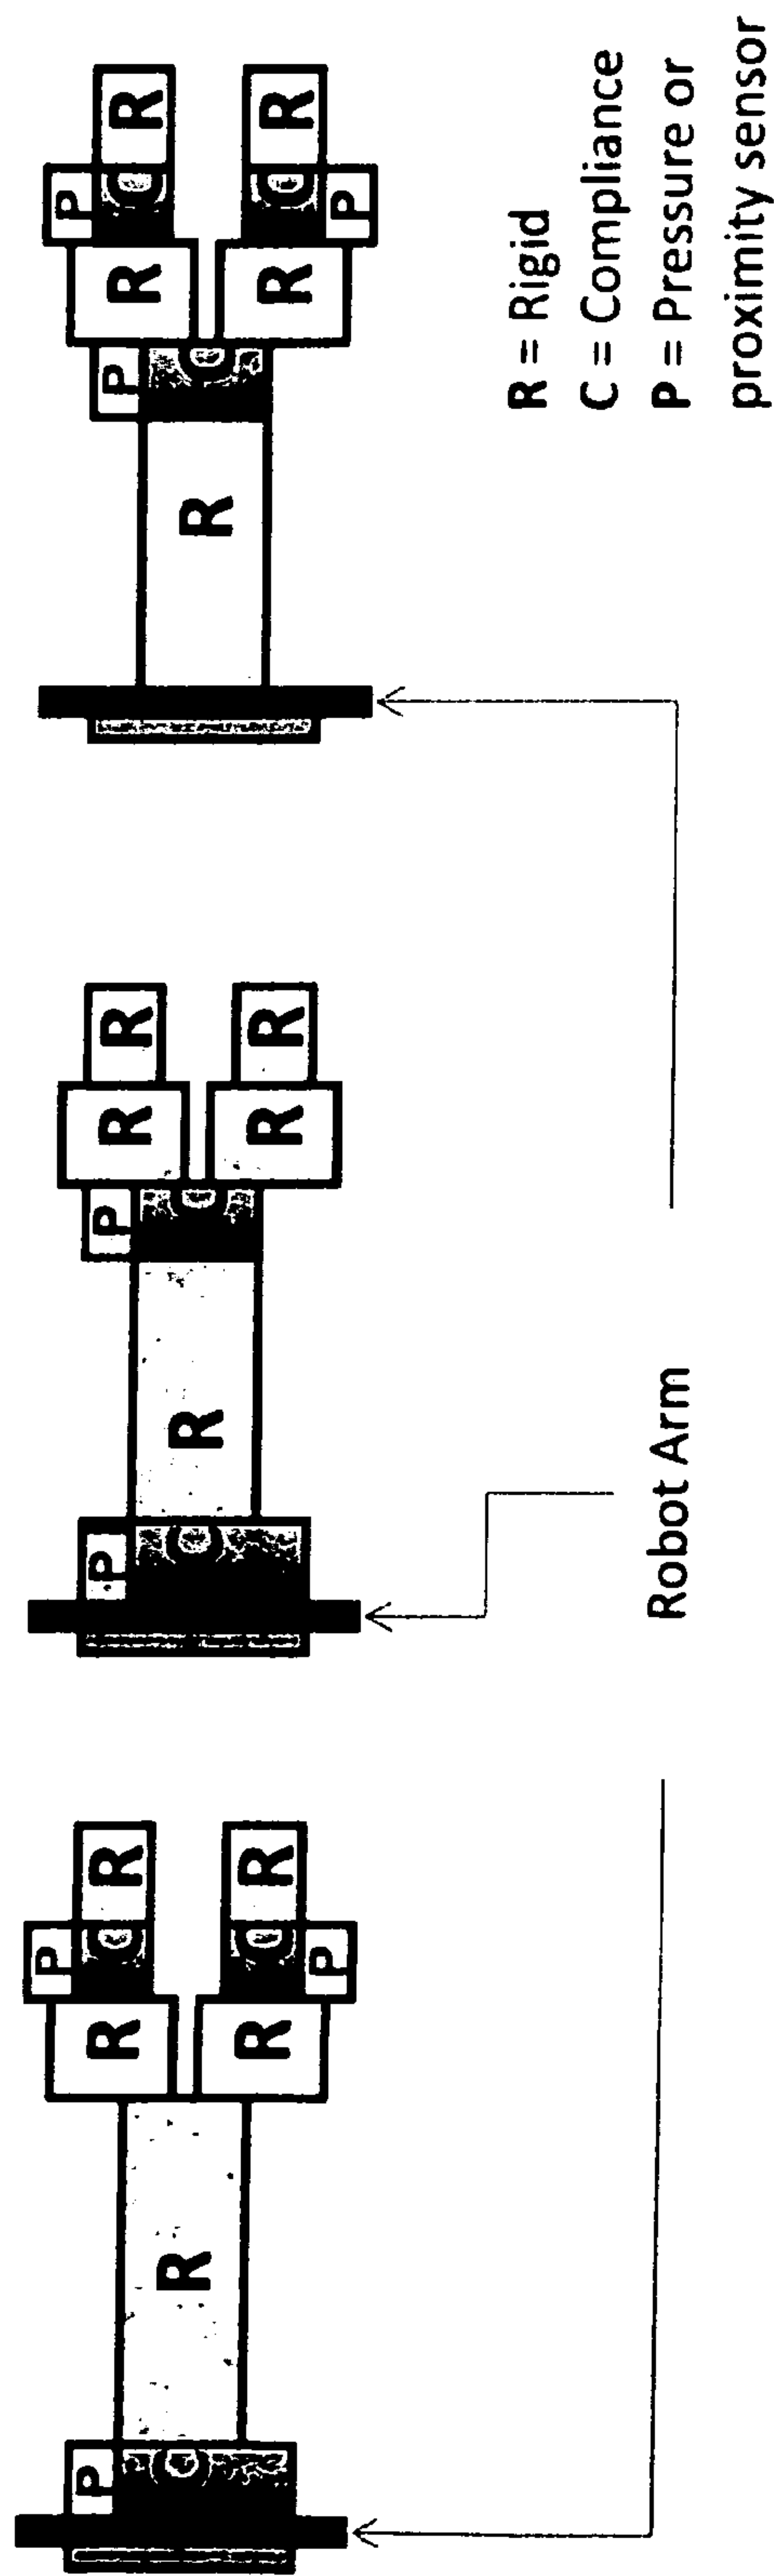 P
P
R
R
R
R
R
P
P
P
R
R
R
R
R
P
P
R
R
R
R
R
P
Robot Arm
R = Rigid
C = Compliance
P = Pressure or
proximity sensor